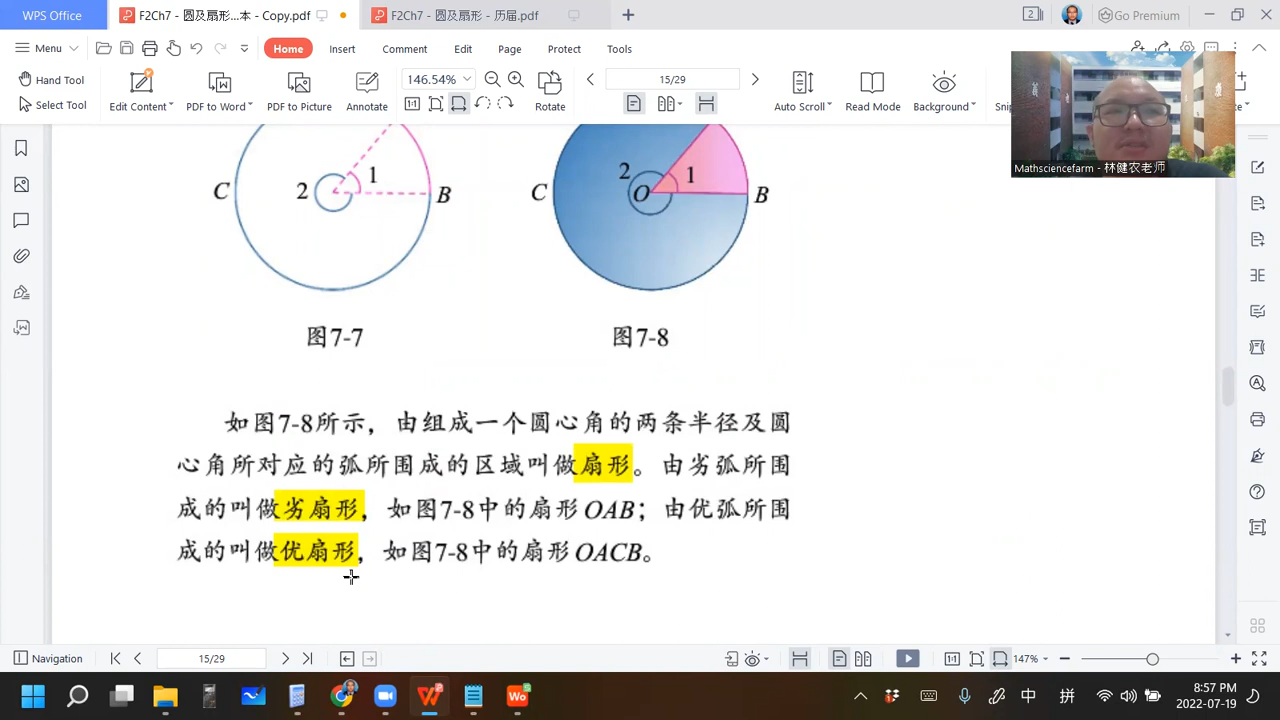 WPS Office
F2Ch7 - 圆及扇形...本 - Copy.pdf
F2Ch7 - 圆及扇形 - 历届.pdf
2
Go Premium
Menu
Home
Insert
Comment
Edit
Page
Protect
Tools
Hand Tool
Select Tool
Edit Content
PDF to Word
PDF to Picture
Annotate
146.54%
Rotate
15/29
Auto Scroll
Read Mode
Background
Mathsciencefarm - 林健农老师
C
2
1
B
C
2
O
1
B
图7-7
图7-8
如图7-8所示，由组成一个圆心角的两条半径及圆
心角所对应的弧所围成的区域叫做扇形。由劣弧所围
成的叫做劣扇形，如图7-8中的扇形OAB；由优弧所围
成的叫做优扇形，如图7-8中的扇形OACB。
Navigation
15/29
147%
中
拼
8:57 PM
2022-07-19